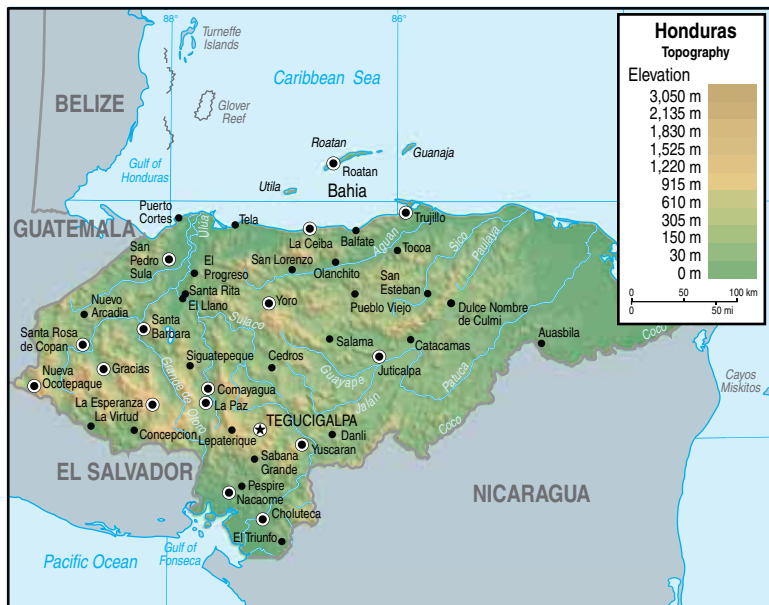 88°
86°
Turneffe
Islands
Caribbean Sea
BELIZE
Glover
Reef
Roatan
Roatan
Guanaja
Gulf of
Honduras
Utila
Bahia
Puerto
Cortes
Ulúa
Tela
Trujillo
GUATEMALA
La Ceiba
Balfate
Aguán
Sico
Paulaya
San
Pedro
Sula
El
Progreso
San Lorenzo
Olanchito
Tocoa
San
Esteban
Santa Rita
El Llano
Yoro
Pueblo Viejo
Dulce Nombre
de Culmi
Nuevo
Arcadia
Santa
Barbara
Sulaco
Santa Rosa
de Copan
Salama
Catacamas
Auasbila
Coco
Gracias
Siguatepeque
Cedros
Guayape
Juticalpa
Patuca
Cayos
Miskitos
Nueva
Ocotepaque
Grande de Otoro
Comayagua
Jalán
La Esperanza
La Paz
La Virtud
TEGUCIGALPA
Coco
Concepcion
Lepaterique
Danli
Yuscaran
Sabana
Grande
EL SALVADOR
Pespire
Nacaome
NICARAGUA
Choluteca
El Triunfo
Gulf of
Fonseca
Pacific Ocean
Honduras
Topography
Elevation
3,050 m
2,135 m
1,830 m
1,525 m
1,220 m
915 m
610 m
305 m
150 m
30 m
0 m
0 50 100 km
0 50 mi